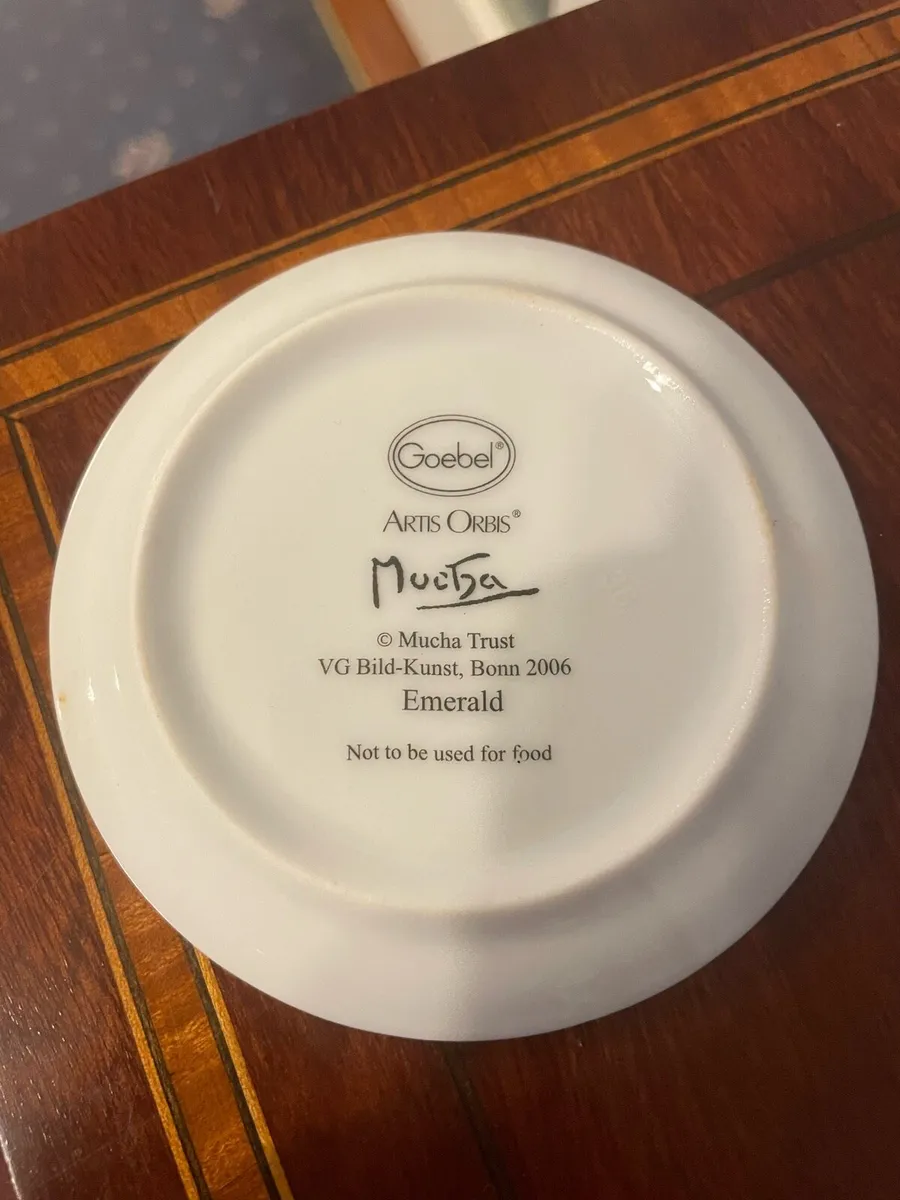 Goebel®
ARTIS ORBIS®
Mucha
© Mucha Trust
VG Bild-Kunst, Bonn 2006
Emerald
Not to be used for food